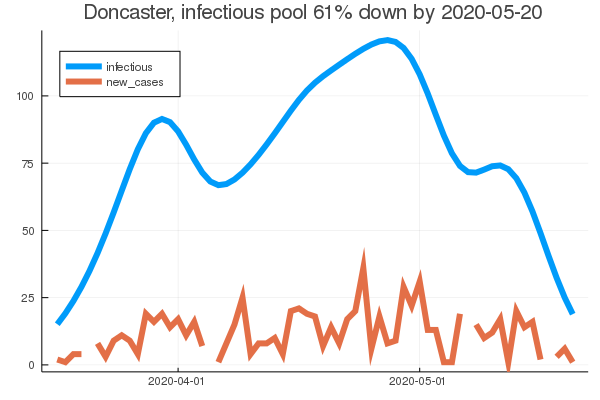 Doncaster, infectious pool 61% down by 2020-05-20
infectious
new_cases
100
75
50
25
0
2020-04-01
2020-05-01